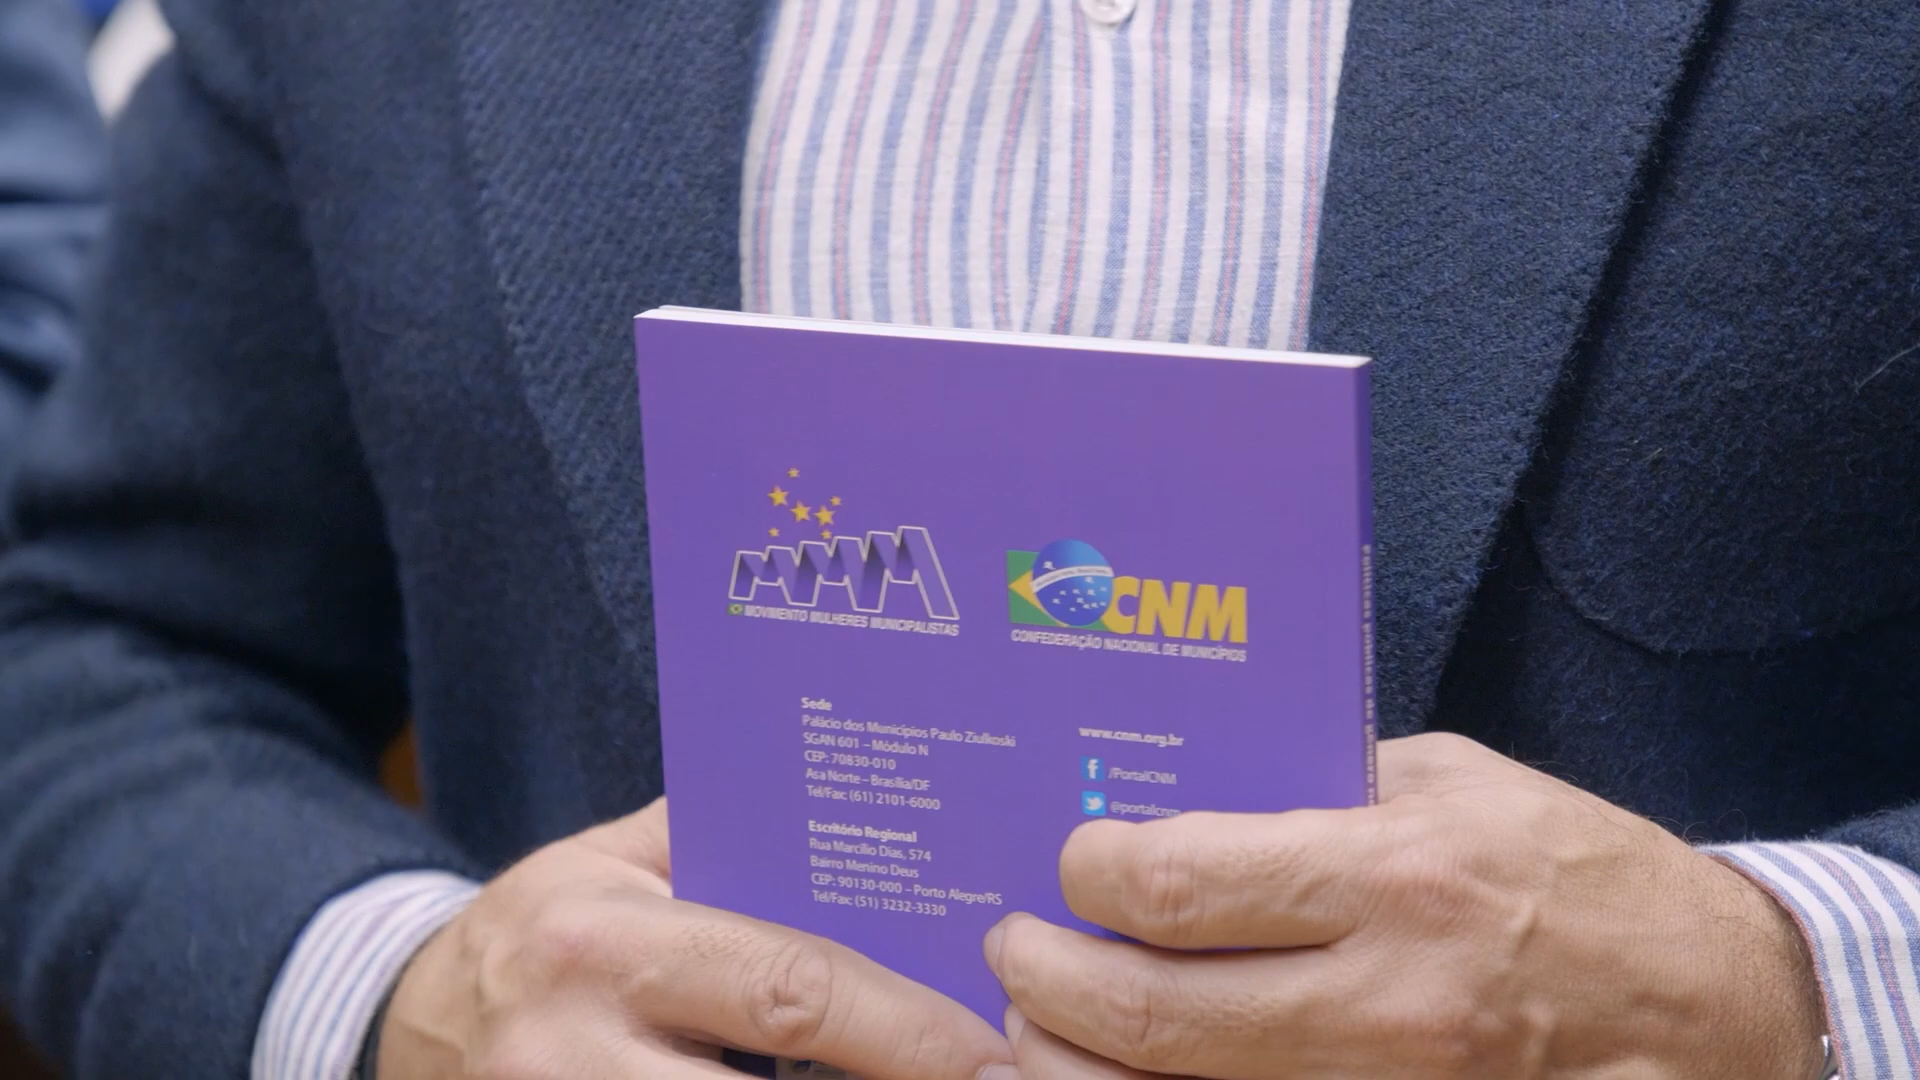 MOVIMENTO MULHERES MUNICIPALISTAS
CNM
CONFEDERAÇÃO NACIONAL DE MUNICÍPIOS
Sede
Palácio dos Municípios Paulo Ziulkoski
SGAN 601 – Módulo N
CEP: 70830-010
Asa Norte – Brasília/DF
Tel/Fax: (61) 2101-6000
Escritório Regional
Rua Marcílio Dias, 574
Bairro Menino Deus
CEP: 90130-000 – Porto Alegre/RS
Tel/Fax: (51) 3232-3330
www.cnm.org.br
/PortalCNM
@portalcnm